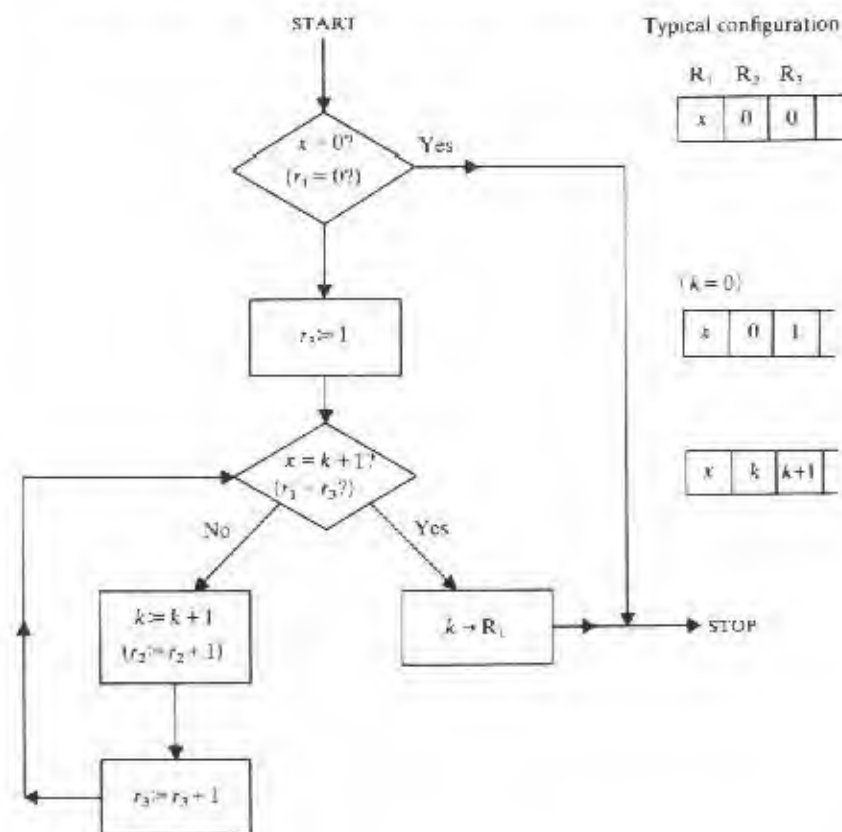 START
Typical configuration
R₁ R₂ R₃
x = 0?
(r₁ = 0?)
Yes
x 0 0
(k = 0)
r₃ := 1
x 0 1
x = k + 1?
(r₁ = r₃?)
x k k+1
No
Yes
k := k + 1
(r₂ := r₂ + 1)
k → R₁
STOP
r₃ := r₃ + 1